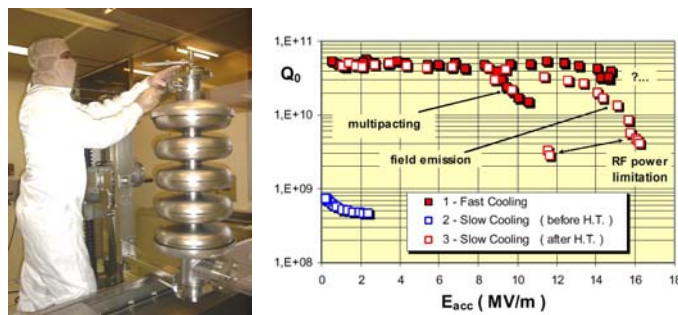 1,E+11
Q0
1,E+10
1,E+09
1,E+08
?...
multipacting
field emission
RF power
limitation
1 - Fast Cooling
2 - Slow Cooling ( before H.T. )
3 - Slow Cooling ( after H.T. )
0 2 4 6 8 10 12 14 16 18
Eacc ( MV/m )